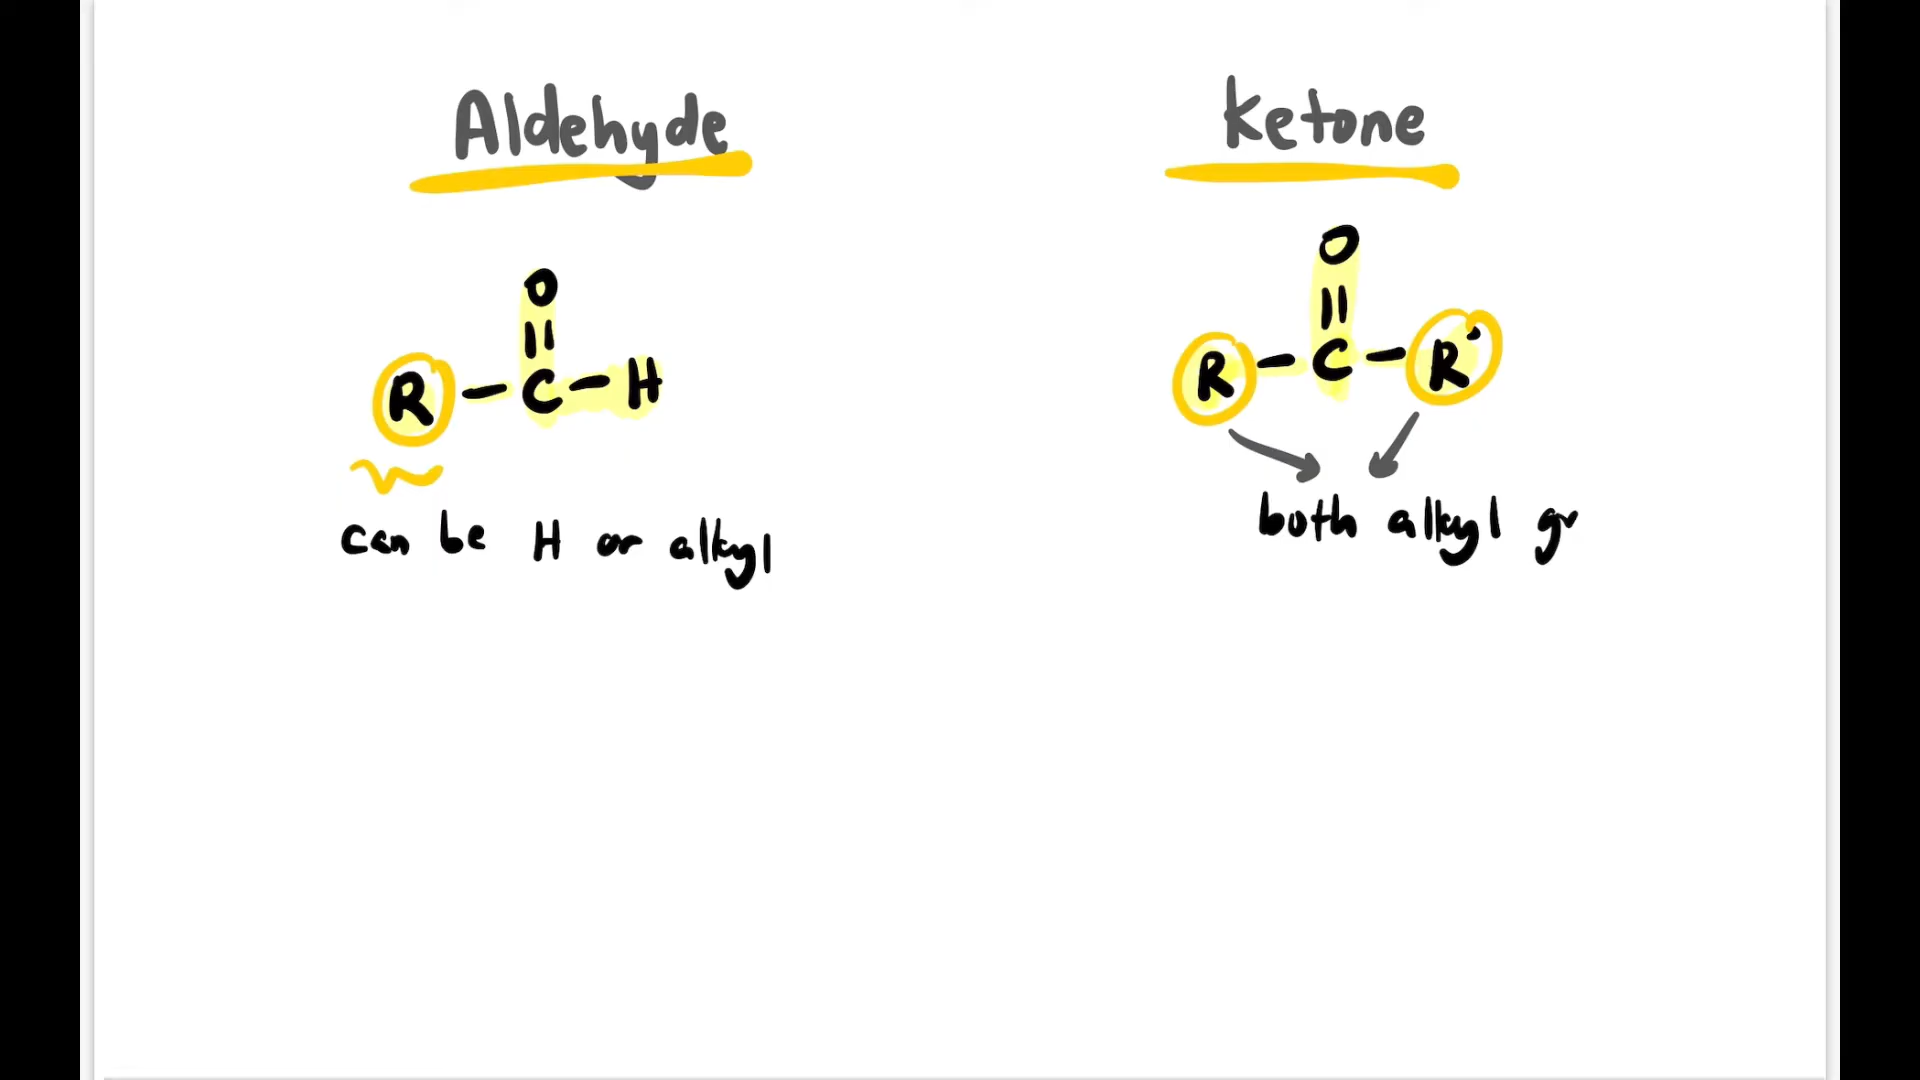 Aldehyde
Ketone
O
||
R – C – H
can be H or alkyl
O
||
R – C – R'
both alkyl gr